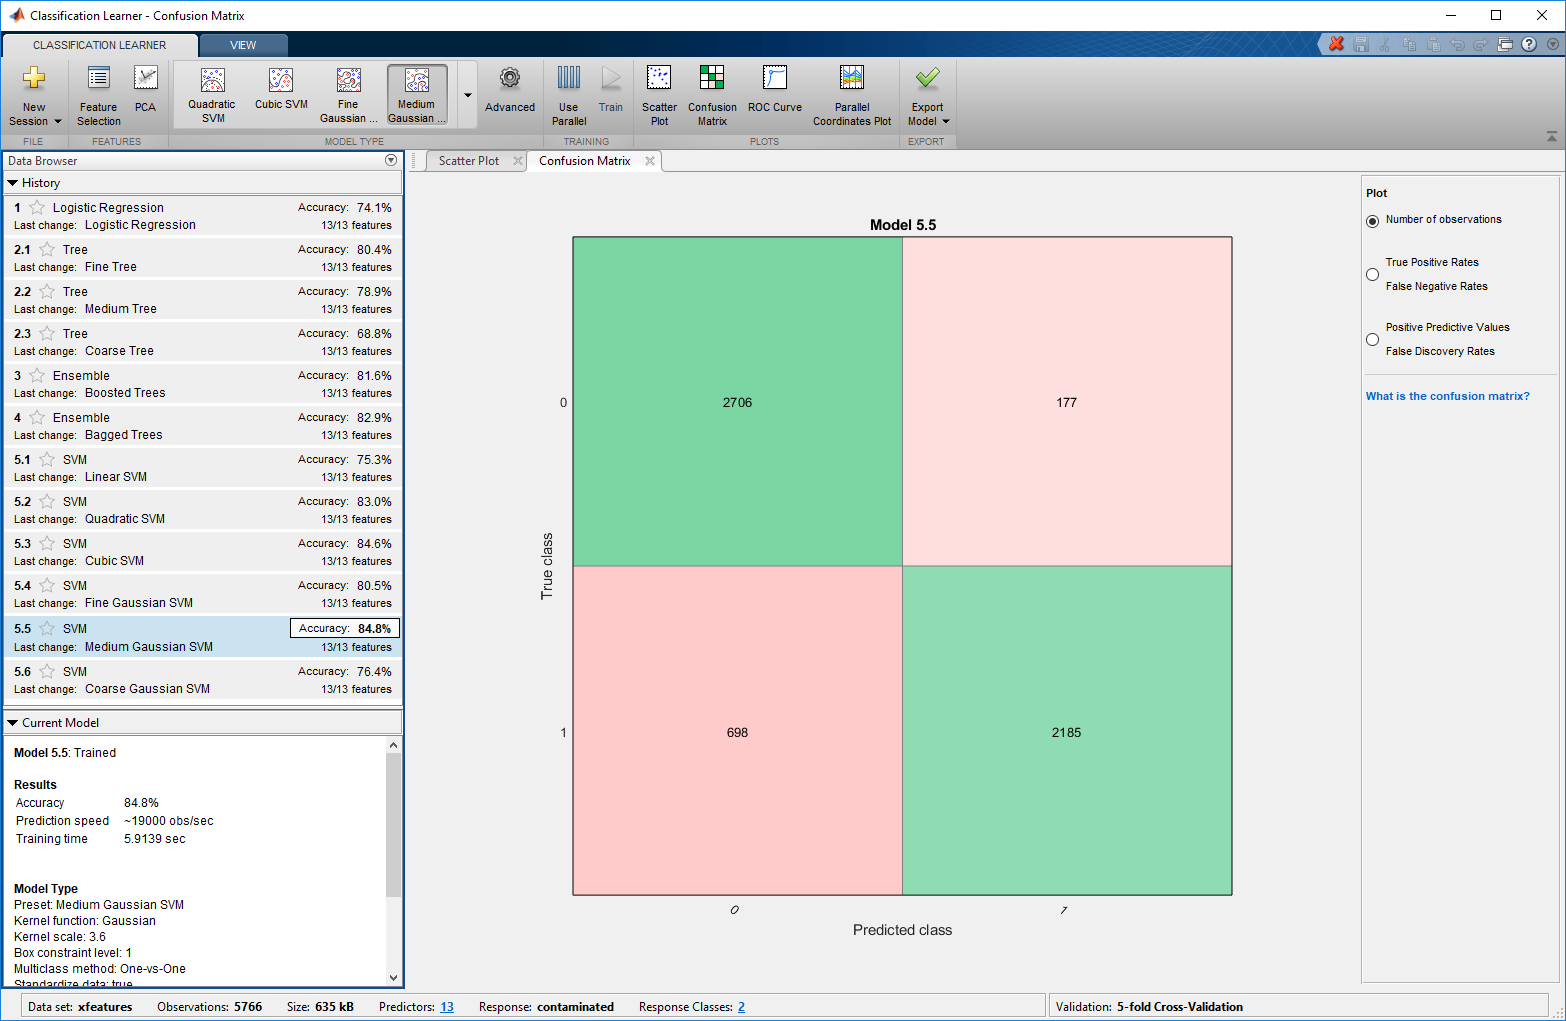 Classification Learner - Confusion Matrix
CLASSIFICATION LEARNER
VIEW
New Session
Feature Selection
PCA
Quadratic SVM
Cubic SVM
Fine Gaussian ...
Medium Gaussian ...
Advanced
Use Parallel
Train
Scatter Plot
Confusion Matrix
ROC Curve
Parallel Coordinates Plot
Export Model
FILE
FEATURES
MODEL TYPE
TRAINING
PLOTS
EXPORT
Data Browser
History
1 Logistic Regression Accuracy: 74.1%
Last change: Logistic Regression 13/13 features
2.1 Tree Accuracy: 80.4%
Last change: Fine Tree 13/13 features
2.2 Tree Accuracy: 78.9%
Last change: Medium Tree 13/13 features
2.3 Tree Accuracy: 68.8%
Last change: Coarse Tree 13/13 features
3 Ensemble Accuracy: 81.6%
Last change: Boosted Trees 13/13 features
4 Ensemble Accuracy: 82.9%
Last change: Bagged Trees 13/13 features
5.1 SVM Accuracy: 75.3%
Last change: Linear SVM 13/13 features
5.2 SVM Accuracy: 83.0%
Last change: Quadratic SVM 13/13 features
5.3 SVM Accuracy: 84.6%
Last change: Cubic SVM 13/13 features
5.4 SVM Accuracy: 80.5%
Last change: Fine Gaussian SVM 13/13 features
5.5 SVM Accuracy: 84.8%
Last change: Medium Gaussian SVM 13/13 features
5.6 SVM Accuracy: 76.4%
Last change: Coarse Gaussian SVM 13/13 features
Current Model
Model 5.5: Trained
Results
Accuracy 84.8%
Prediction speed ~19000 obs/sec
Training time 5.9139 sec
Model Type
Preset: Medium Gaussian SVM
Kernel function: Gaussian
Kernel scale: 3.6
Box constraint level: 1
Multiclass method: One-vs-One
Standardize data: true
Scatter Plot
Confusion Matrix
Model 5.5
0
2706
177
True class
1
698
2185
0
1
Predicted class
Plot
Number of observations
True Positive Rates
False Negative Rates
Positive Predictive Values
False Discovery Rates
What is the confusion matrix?
Data set: xfeatures Observations: 5766 Size: 635 kB Predictors: 13 Response: contaminated Response Classes: 2
Validation: 5-fold Cross-Validation